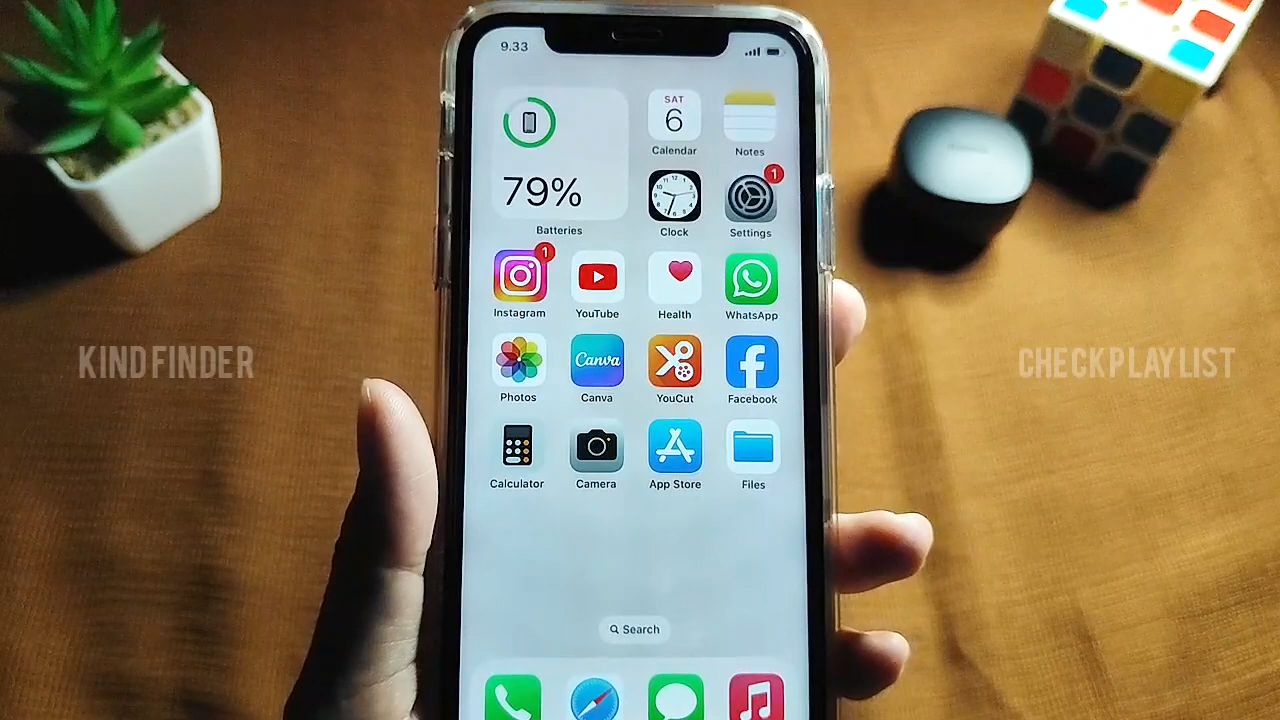 9.33
SAT
6
Calendar
Notes
79%
Batteries
Clock
1
Settings
1
Instagram
YouTube
Health
WhatsApp
Canva
Photos
Canva
YouCut
Facebook
KINDFINDER
CHECKPLAYLIST
Calculator
Camera
App Store
Files
Search